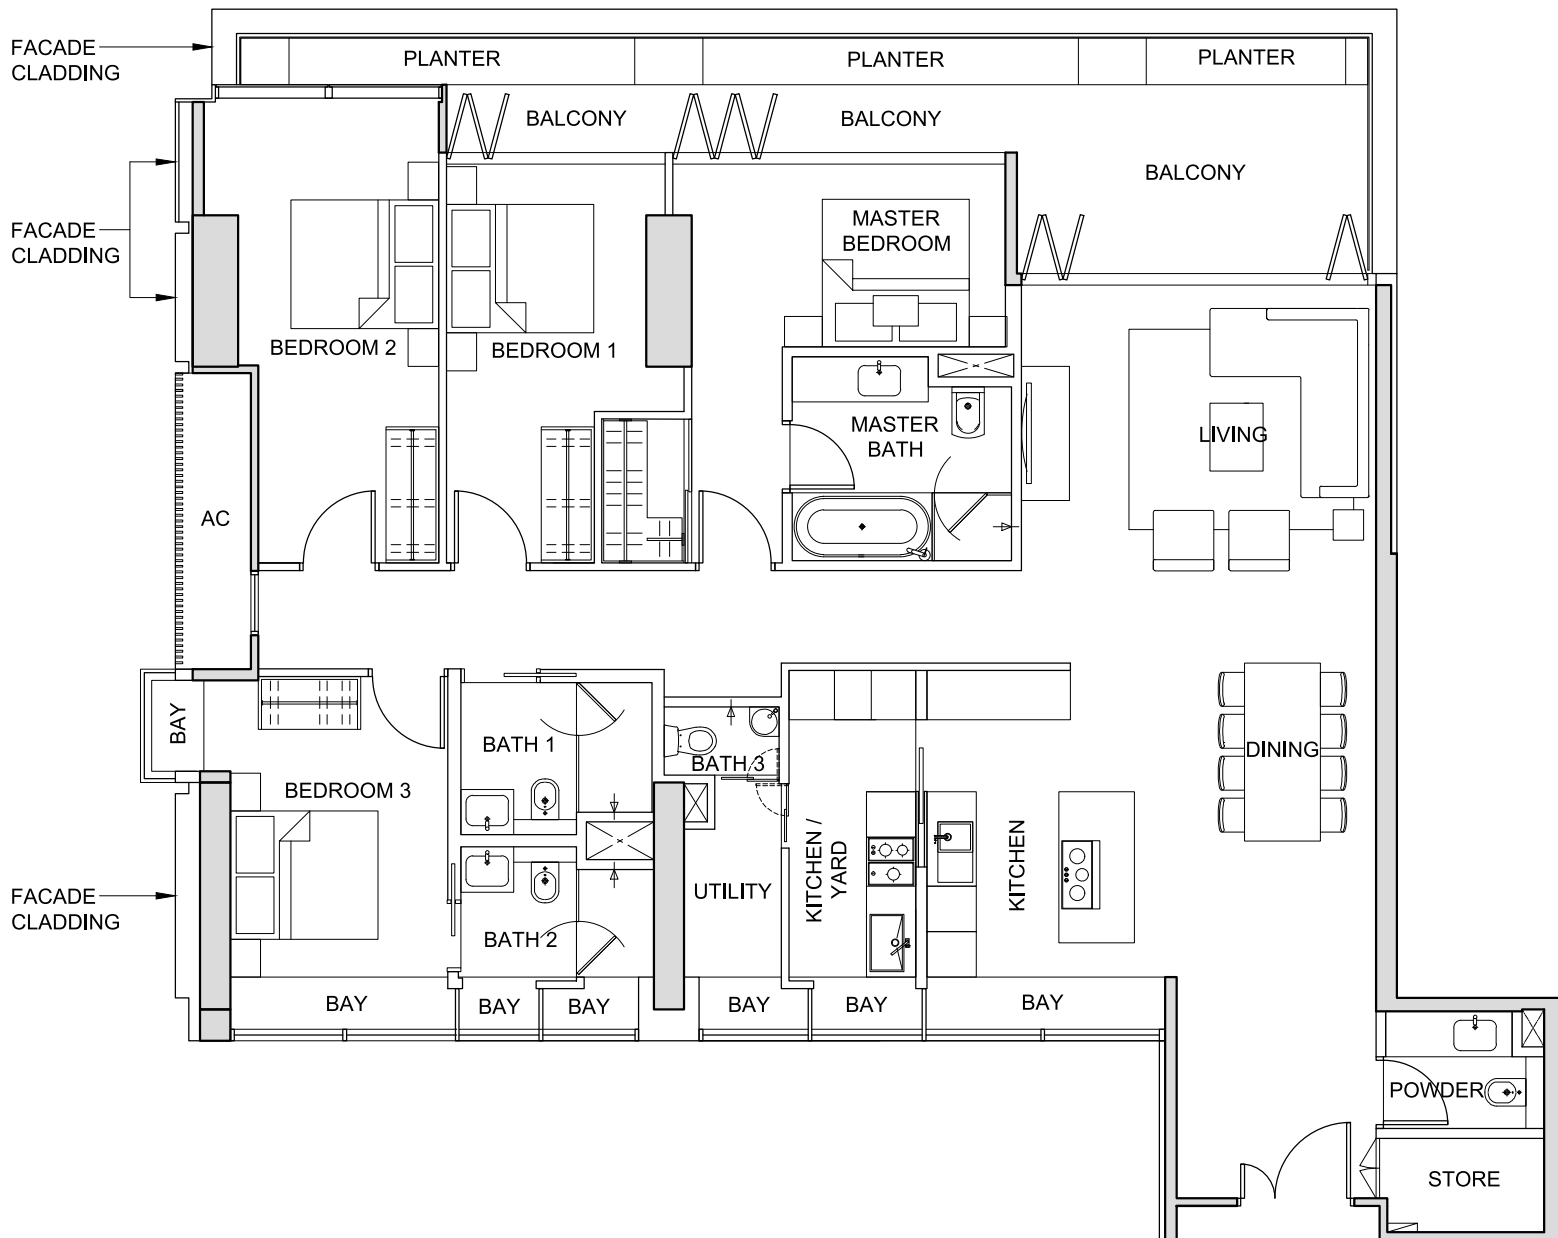 FACADE
CLADDING
PLANTER
PLANTER
PLANTER
BALCONY
BALCONY
BALCONY
FACADE
CLADDING
MASTER
BEDROOM
BEDROOM 2
BEDROOM 1
MASTER
BATH
LIVING
AC
BAY
BATH 1
BATH 3
DINING
BEDROOM 3
KITCHEN /
YARD
KITCHEN
UTILITY
FACADE
CLADDING
BATH 2
BAY
BAY
BAY
BAY
BAY
BAY
POWDER
STORE